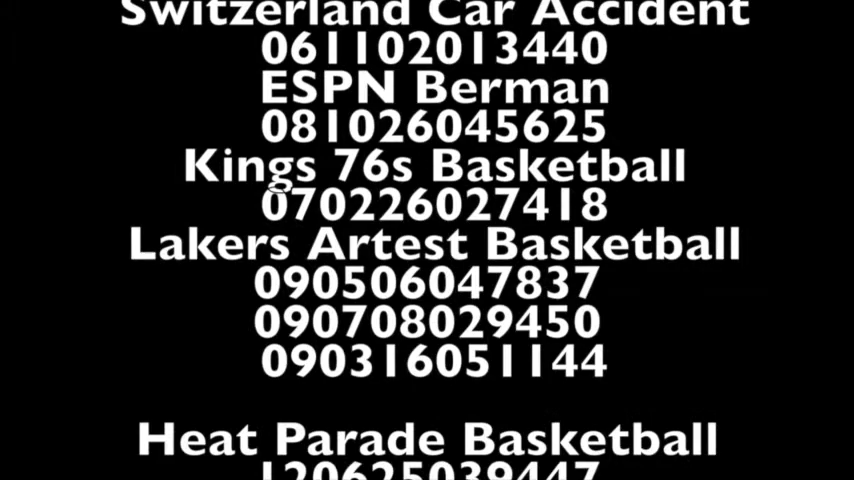 Switzerland Car Accident
061102013440
ESPN Berman
081026045625
Kings 76s Basketball
070226027418
Lakers Artest Basketball
090506047837
090708029450
090316051144
Heat Parade Basketball
120625039447